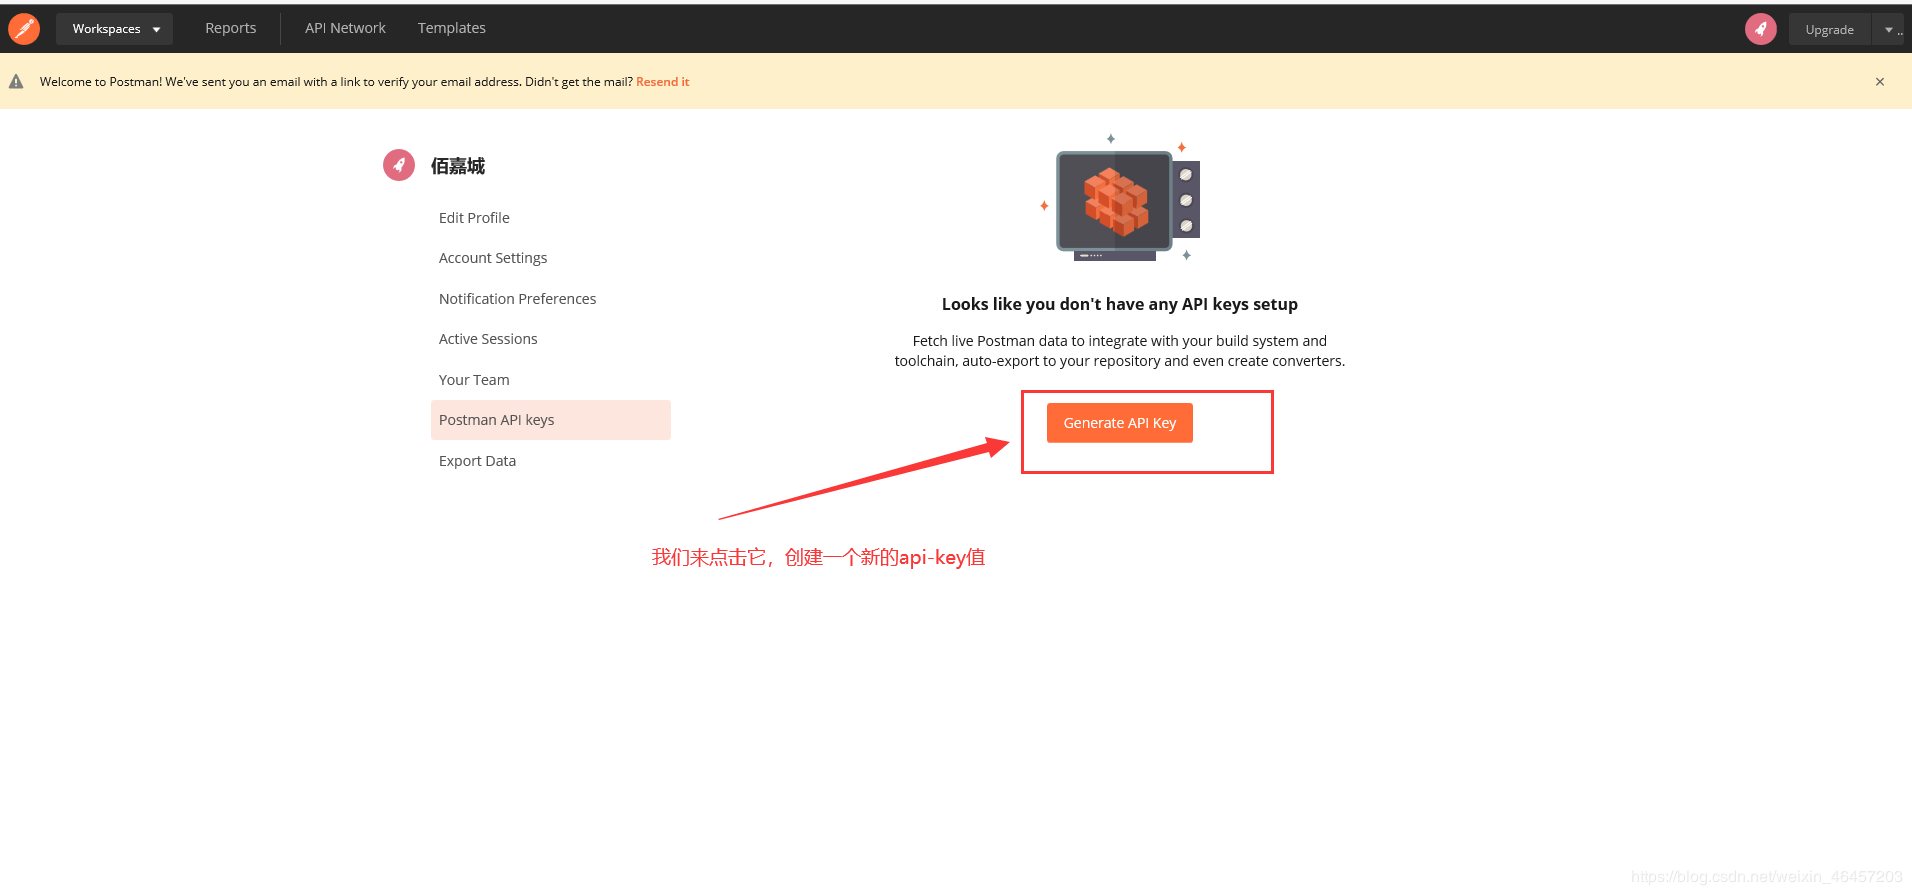 Workspaces
Reports
API Network
Templates
Upgrade
Welcome to Postman! We've sent you an email with a link to verify your email address. Didn't get the mail? Resend it
佰嘉城
Edit Profile
Account Settings
Notification Preferences
Active Sessions
Your Team
Postman API keys
Export Data
Looks like you don't have any API keys setup
Fetch live Postman data to integrate with your build system and
toolchain, auto-export to your repository and even create converters.
Generate API Key
我们来点击它，创建一个新的api-key值
https://blog.csdn.net/weixin_46457203